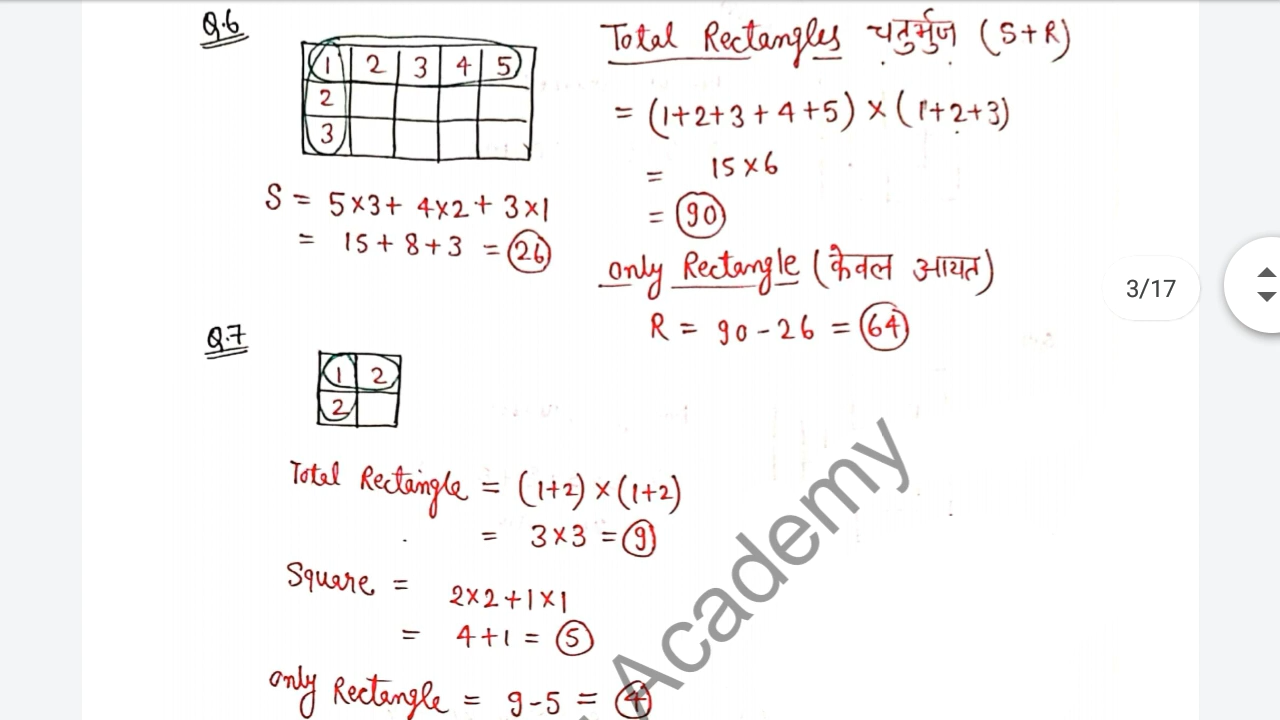 Q.6
1 2 3 4 5
2
3
S = 5×3+ 4×2+ 3×1
= 15+8+3 = 26
Total Rectangles चतुर्भुज (S+R)
= (1+2+3+4+5) × (1+2+3)
= 15×6
= 90
only Rectangle (केवल आयत)
R = 90-26 = 64
3/17
Q.7
1 2
2
Total Rectangle = (1+2)×(1+2)
= 3×3 = 9
Square = 2×2+1×1
= 4+1 = 5
only Rectangle = 9-5 = 4
Academy